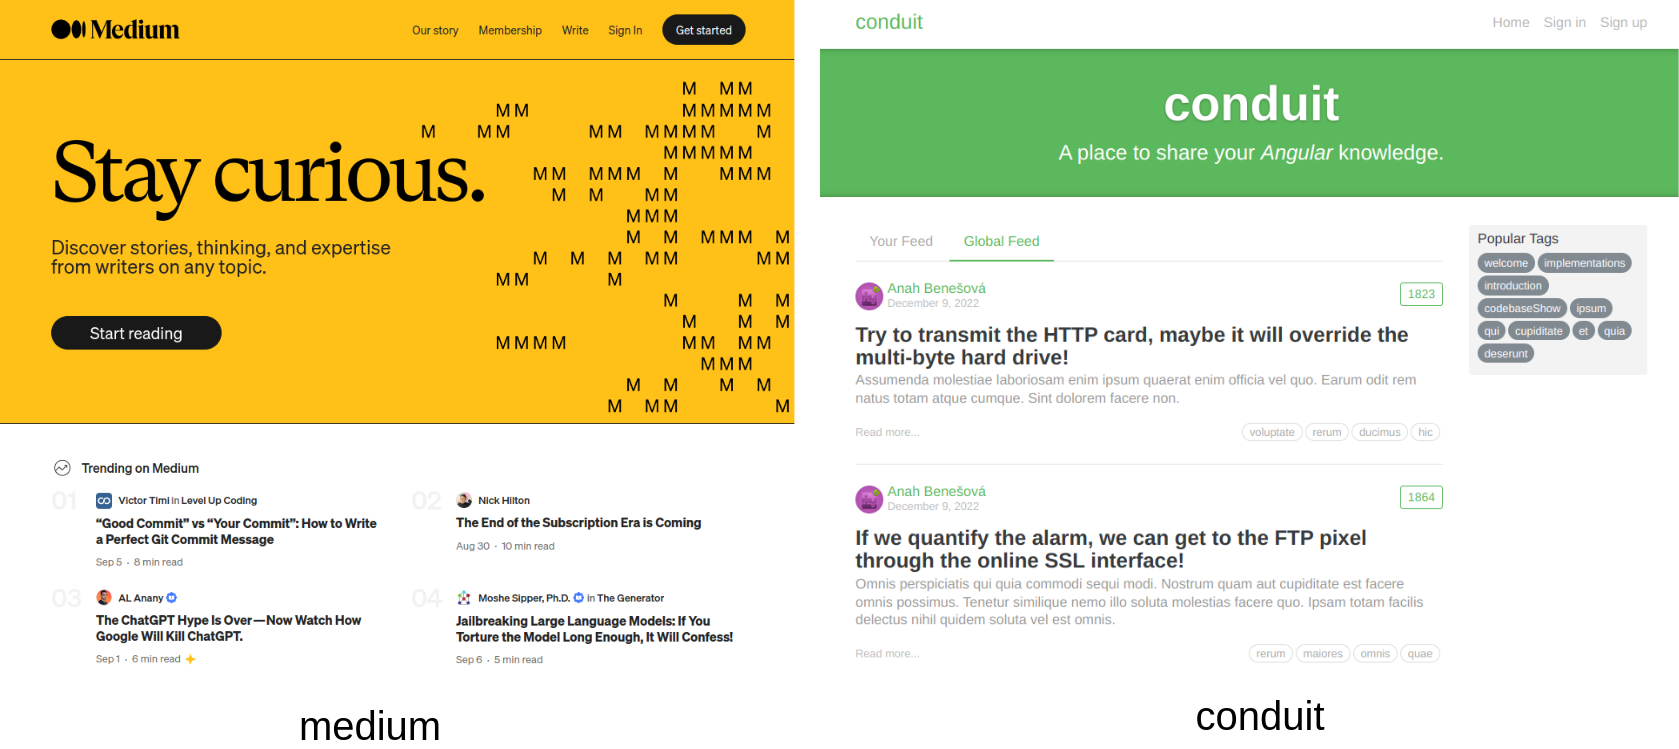 Medium
Our story Membership Write Sign In Get started
M MM
MM MMMMM
M MM MM MMMM M
MMMMM
MM MMM M MMM
M M MM
MMM
M M MMM M
M M M MM MM
MM M
M M M
M M M
MMMM MM MM
MMM
M M M M
M MM M
Stay curious.
Discover stories, thinking, and expertise
from writers on any topic.
Start reading
Trending on Medium
01
Victor Timi in Level Up Coding
“Good Commit” vs “Your Commit”: How to Write
a Perfect Git Commit Message
Sep 5 · 8 min read
02
Nick Hilton
The End of the Subscription Era is Coming
Aug 30 · 10 min read
03
AL Anany
The ChatGPT Hype Is Over—Now Watch How
Google Will Kill ChatGPT.
Sep 1 · 6 min read
04
Moshe Sipper, Ph.D. in The Generator
Jailbreaking Large Language Models: If You
Torture the Model Long Enough, It Will Confess!
Sep 6 · 5 min read
medium
conduit
Home Sign in Sign up
conduit
A place to share your Angular knowledge.
Your Feed Global Feed
Anah Benešová
December 9, 2022
1823
Try to transmit the HTTP card, maybe it will override the
multi-byte hard drive!
Assumenda molestiae laboriosam enim ipsum quaerat enim officia vel quo. Earum odit rem
natus totam atque cumque. Sint dolorem facere non.
Read more...
voluptate rerum ducimus hic
Anah Benešová
December 9, 2022
1864
If we quantify the alarm, we can get to the FTP pixel
through the online SSL interface!
Omnis perspiciatis qui quia commodi sequi modi. Nostrum quam aut cupiditate est facere
omnis possimus. Tenetur similique nemo illo soluta molestias facere quo. Ipsam totam facilis
delectus nihil quidem soluta vel est omnis.
Read more...
rerum maiores omnis quae
Popular Tags
welcome implementations
introduction
codebaseShow ipsum
qui cupiditate et quia
deserunt
conduit